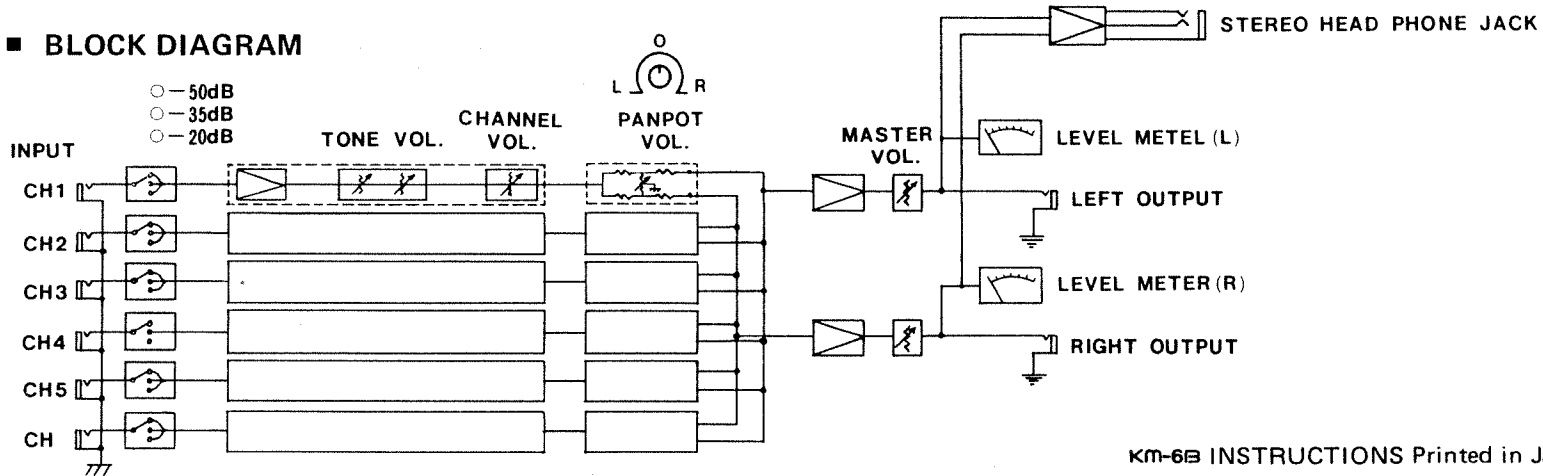 ■ BLOCK DIAGRAM
STEREO HEAD PHONE JACK
O
L R
○ −50dB
○ −35dB
○ −20dB
INPUT
TONE VOL.
CHANNEL VOL.
PANPOT VOL.
MASTER VOL.
LEVEL METEL (L)
CH1
LEFT OUTPUT
CH2
CH3
LEVEL METER (R)
CH4
RIGHT OUTPUT
CH5
CH
KM-6B INSTRUCTIONS Printed in J